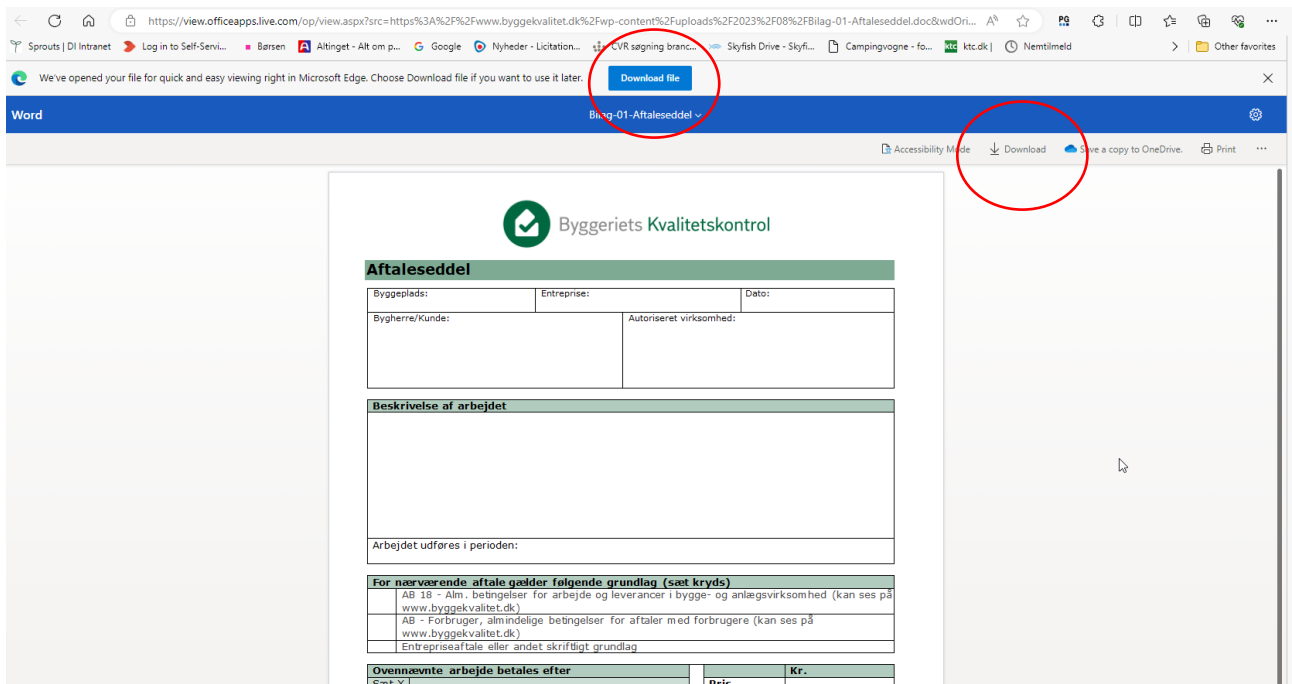 https://view.officeapps.live.com/op/view.aspx?src=https%3A%2F%2Fwww.byggekvalitet.dk%2Fwp-content%2Fuploads%2F2023%2F08%2FBilag-01-Aftaleseddel.doc&wdOri...
Sprouts | DI Intranet Log in to Self-Servi... Børsen Altinget - Alt om p... Google Nyheder - Licitation... CVR søgning branc... Skyfish Drive - Skyfi... Campingvogne - fo... ktc ktc.dk | Nemtilmeld Other favorites
We've opened your file for quick and easy viewing right in Microsoft Edge. Choose Download file if you want to use it later. Download file
Word Bilag-01-Aftaleseddel
Accessibility Mode Download Save a copy to OneDrive. Print ...
Byggeriets Kvalitetskontrol
Aftaleseddel
Byggeplads: Entreprise: Dato:
Bygherre/Kunde: Autoriseret virksomhed:
Beskrivelse af arbejdet
Arbejdet udføres i perioden:
For nærværende aftale gælder følgende grundlag (sæt kryds)
AB 18 - Alm. betingelser for arbejde og leverancer i bygge- og anlægsvirksomhed (kan ses på
www.byggekvalitet.dk)
AB - Forbruger, almindelige betingelser for aftaler med forbrugere (kan ses på
www.byggekvalitet.dk)
Entrepriseaftale eller andet skriftligt grundlag
Ovennævnte arbejde betales efter Kr.
Sæt X Pris